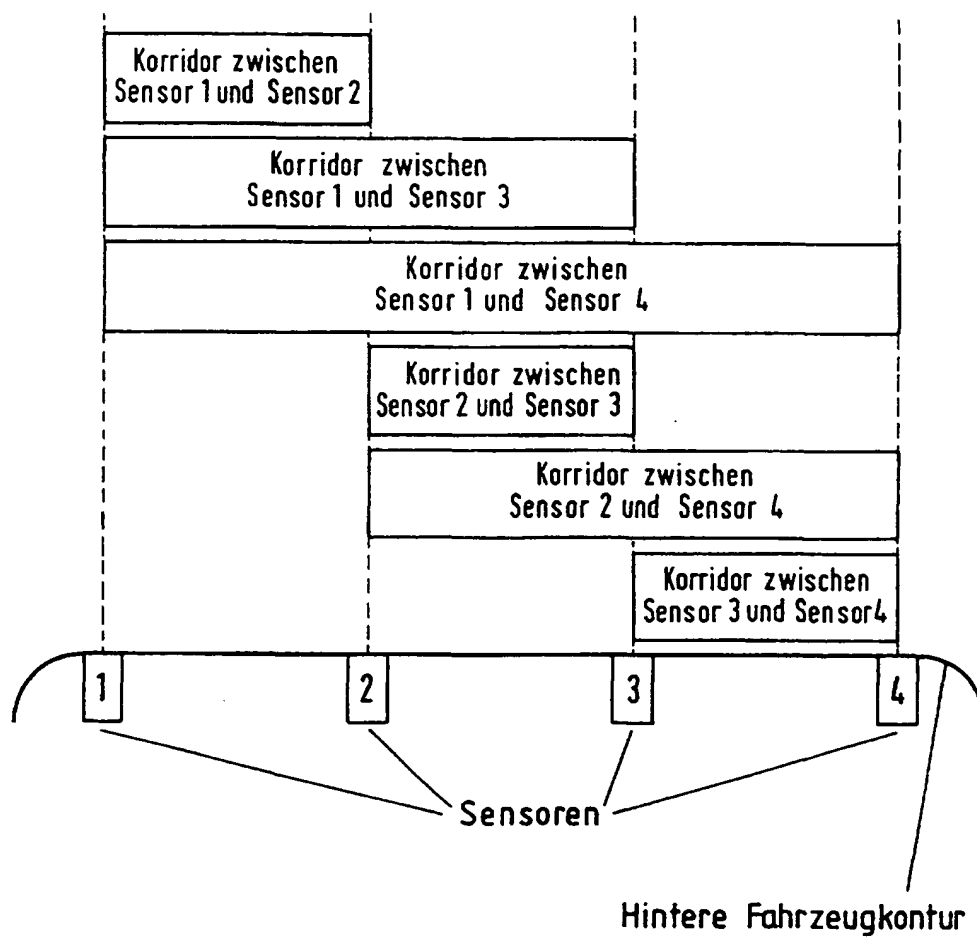 Korridor zwischen
Sensor 1 und Sensor 2
Korridor zwischen
Sensor 1 und Sensor 3
Korridor zwischen
Sensor 1 und Sensor 4
Korridor zwischen
Sensor 2 und Sensor 3
Korridor zwischen
Sensor 2 und Sensor 4
Korridor zwischen
Sensor 3 und Sensor 4
1 2 3 4
Sensoren
Hintere Fahrzeugkontur